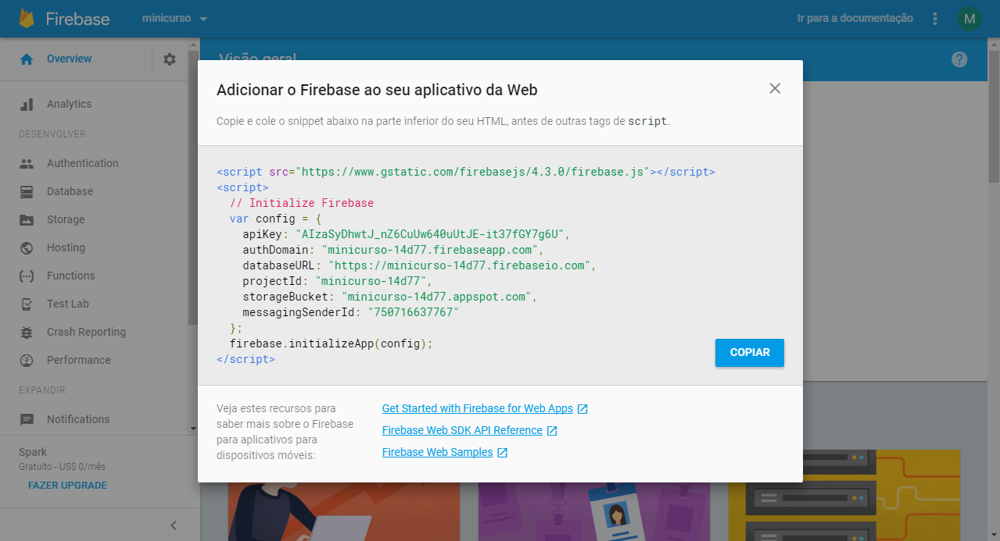 Firebase
minicurso
Ir para a documentação
M
Overview
Visão geral
Analytics
DESENVOLVER
Authentication
Database
Storage
Hosting
Functions
Test Lab
Crash Reporting
Performance
EXPANDIR
Notifications
Spark
Gratuito - US$ 0/mês
FAZER UPGRADE
Adicionar o Firebase ao seu aplicativo da Web
Copie e cole o snippet abaixo na parte inferior do seu HTML, antes de outras tags de script.
<script src="https://www.gstatic.com/firebasejs/4.3.0/firebase.js"></script>
<script>
// Initialize Firebase
var config = {
apiKey: "AIzaSyDhwtJ_nZ6CuUw640uUtJE-it37fGY7g6U",
authDomain: "minicurso-14d77.firebaseapp.com",
databaseURL: "https://minicurso-14d77.firebaseio.com",
projectId: "minicurso-14d77",
storageBucket: "minicurso-14d77.appspot.com",
messagingSenderId: "750716637767"
};
firebase.initializeApp(config);
</script>
COPIAR
Veja estes recursos para
saber mais sobre o Firebase
para aplicativos para
dispositivos móveis:
Get Started with Firebase for Web Apps
Firebase Web SDK API Reference
Firebase Web Samples